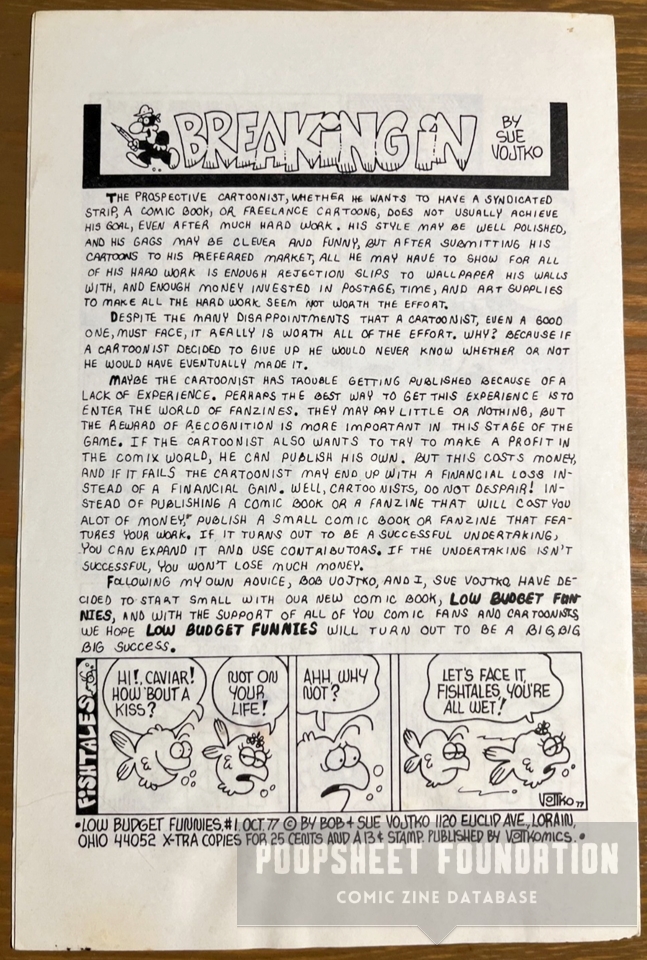 BREAKING IN
BY
SUE
VOJTKO
THE PROSPECTIVE CARTOONIST, WHETHER HE WANTS TO HAVE A SYNDICATED
STRIP, A COMIC BOOK, OR FREELANCE CARTOONS, DOES NOT USUALLY ACHIEVE
HIS GOAL, EVEN AFTER MUCH HARD WORK. HIS STYLE MAY BE WELL POLISHED,
AND HIS GAGS MAY BE CLEVER AND FUNNY, BUT AFTER SUBMITTING HIS
CARTOONS TO HIS PREFERRED MARKET, ALL HE MAY HAVE TO SHOW FOR ALL
OF HIS HARD WORK IS ENOUGH REJECTION SLIPS TO WALLPAPER HIS WALLS
WITH, AND ENOUGH MONEY INVESTED IN POSTAGE, TIME, AND ART SUPPLIES
TO MAKE ALL THE HARD WORK SEEM NOT WORTH THE EFFORT.
DESPITE THE MANY DISAPPOINTMENTS THAT A CARTOONIST, EVEN A GOOD
ONE, MUST FACE, IT REALLY IS WORTH ALL OF THE EFFORT. WHY? BECAUSE IF
A CARTOONIST DECIDED TO GIVE UP HE WOULD NEVER KNOW WHETHER OR NOT
HE WOULD HAVE EVENTUALLY MADE IT.
MAYBE THE CARTOONIST HAS TROUBLE GETTING PUBLISHED BECAUSE OF A
LACK OF EXPERIENCE. PERHAPS THE BEST WAY TO GET THIS EXPERIENCE IS TO
ENTER THE WORLD OF FANZINES. THEY MAY PAY LITTLE OR NOTHING, BUT
THE REWARD OF RECOGNITION IS MORE IMPORTANT IN THIS STAGE OF THE
GAME. IF THE CARTOONIST ALSO WANTS TO TRY TO MAKE A PROFIT IN
THE COMIX WORLD, HE CAN PUBLISH HIS OWN. BUT THIS COSTS MONEY,
AND IF IT FAILS THE CARTOONIST MAY END UP WITH A FINANCIAL LOSS IN-
STEAD OF A FINANCIAL GAIN. WELL, CARTOONISTS, DO NOT DESPAIR! IN-
STEAD OF PUBLISHING A COMIC BOOK OR A FANZINE THAT WILL COST YOU
ALOT OF MONEY, PUBLISH A SMALL COMIC BOOK OR FANZINE THAT FEA-
TURES YOUR WORK. IF IT TURNS OUT TO BE A SUCCESSFUL UNDERTAKING,
YOU CAN EXPAND IT AND USE CONTRIBUTORS. IF THE UNDERTAKING ISN'T
SUCCESSFUL, YOU WON'T LOSE MUCH MONEY.
FOLLOWING MY OWN ADVICE, BOB VOJTKO, AND I, SUE VOJTKO, HAVE DE-
CIDED TO START SMALL WITH OUR NEW COMIC BOOK, LOW BUDGET FUN-
NIES, AND WITH THE SUPPORT OF ALL OF YOU COMIC FANS AND CARTOONISTS,
WE HOPE LOW BUDGET FUNNIES WILL TURN OUT TO BE A BIG, BIG
BIG SUCCESS.
FISHTALES
HI!, CAVIAR!
HOW 'BOUT A
KISS?
NOT ON
YOUR
LIFE!
AHH, WHY
NOT?
LET'S FACE IT,
FISHTALES, YOU'RE
ALL WET!
VOJTKO 77
•LOW BUDGET FUNNIES, #1, OCT. 77 © BY BOB + SUE VOJTKO 1120 EUCLID AVE., LORAIN,
OHIO 44052 X-TRA COPIES FOR 25 CENTS AND A 13¢ STAMP. PUBLISHED BY VOJTKOMICS.•
POOPSHEET FOUNDATION
COMIC ZINE DATABASE